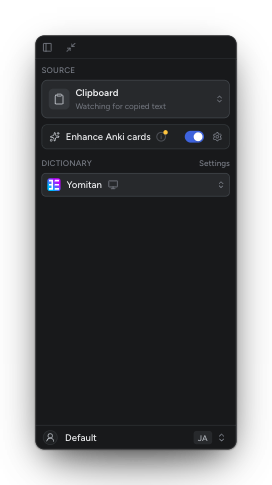 SOURCE
Clipboard
Watching for copied text
Enhance Anki cards
DICTIONARY Settings
Yomitan
Default JA